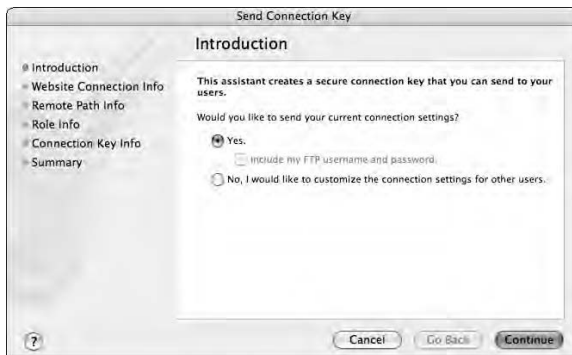 Send Connection Key
Introduction
Introduction
Website Connection Info
Remote Path Info
Role Info
Connection Key Info
Summary
This assistant creates a secure connection key that you can send to your
users.
Would you like to send your current connection settings?
Yes.
Include my FTP username and password.
No, I would like to customize the connection settings for other users.
?
Cancel
Go Back
Continue